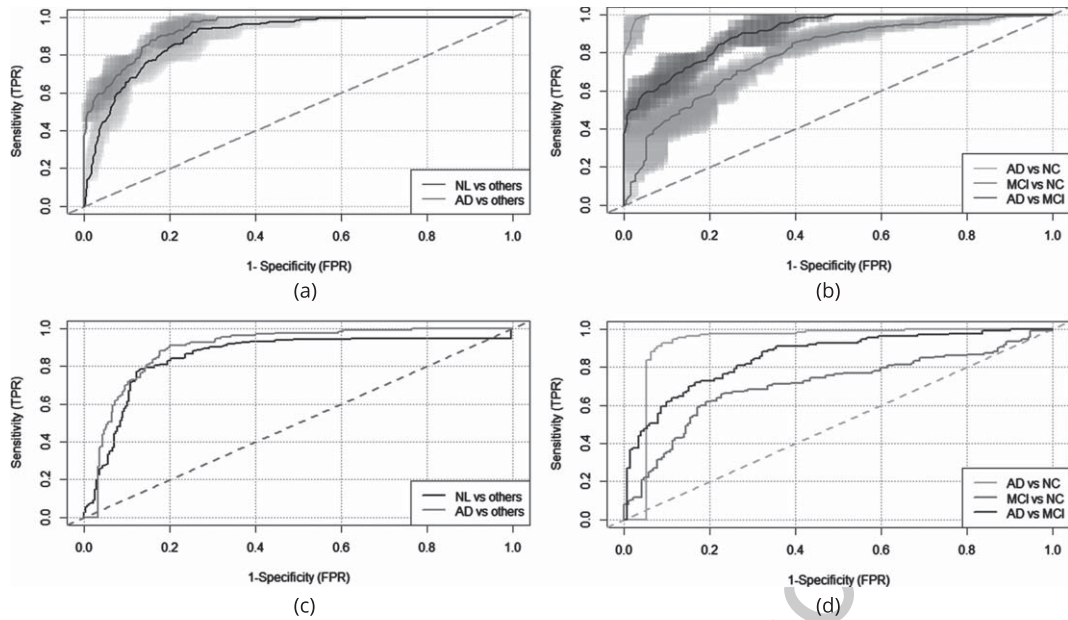 Sensitivity (TPR)
1.0
0.8
0.6
0.4
0.2
0.0
NL vs others
AD vs others
0.0 0.2 0.4 0.6 0.8 1.0
1- Specificity (FPR)
(a)
Sensitivity (TPR)
1.0
0.8
0.6
0.4
0.2
0.0
AD vs NC
MCI vs NC
AD vs MCI
0.0 0.2 0.4 0.6 0.8 1.0
1- Specificity (FPR)
(b)
Sensitivity (TPR)
1.0
0.8
0.6
0.4
0.2
0.0
NL vs others
AD vs others
0.0 0.2 0.4 0.6 0.8 1.0
1-Specificity (FPR)
(c)
Sensitivity (TPR)
1.0
0.8
0.6
0.4
0.2
0.0
AD vs NC
MCI vs NC
AD vs MCI
0.0 0.2 0.4 0.6 0.8 1.0
1-Specificity (FPR)
(d)